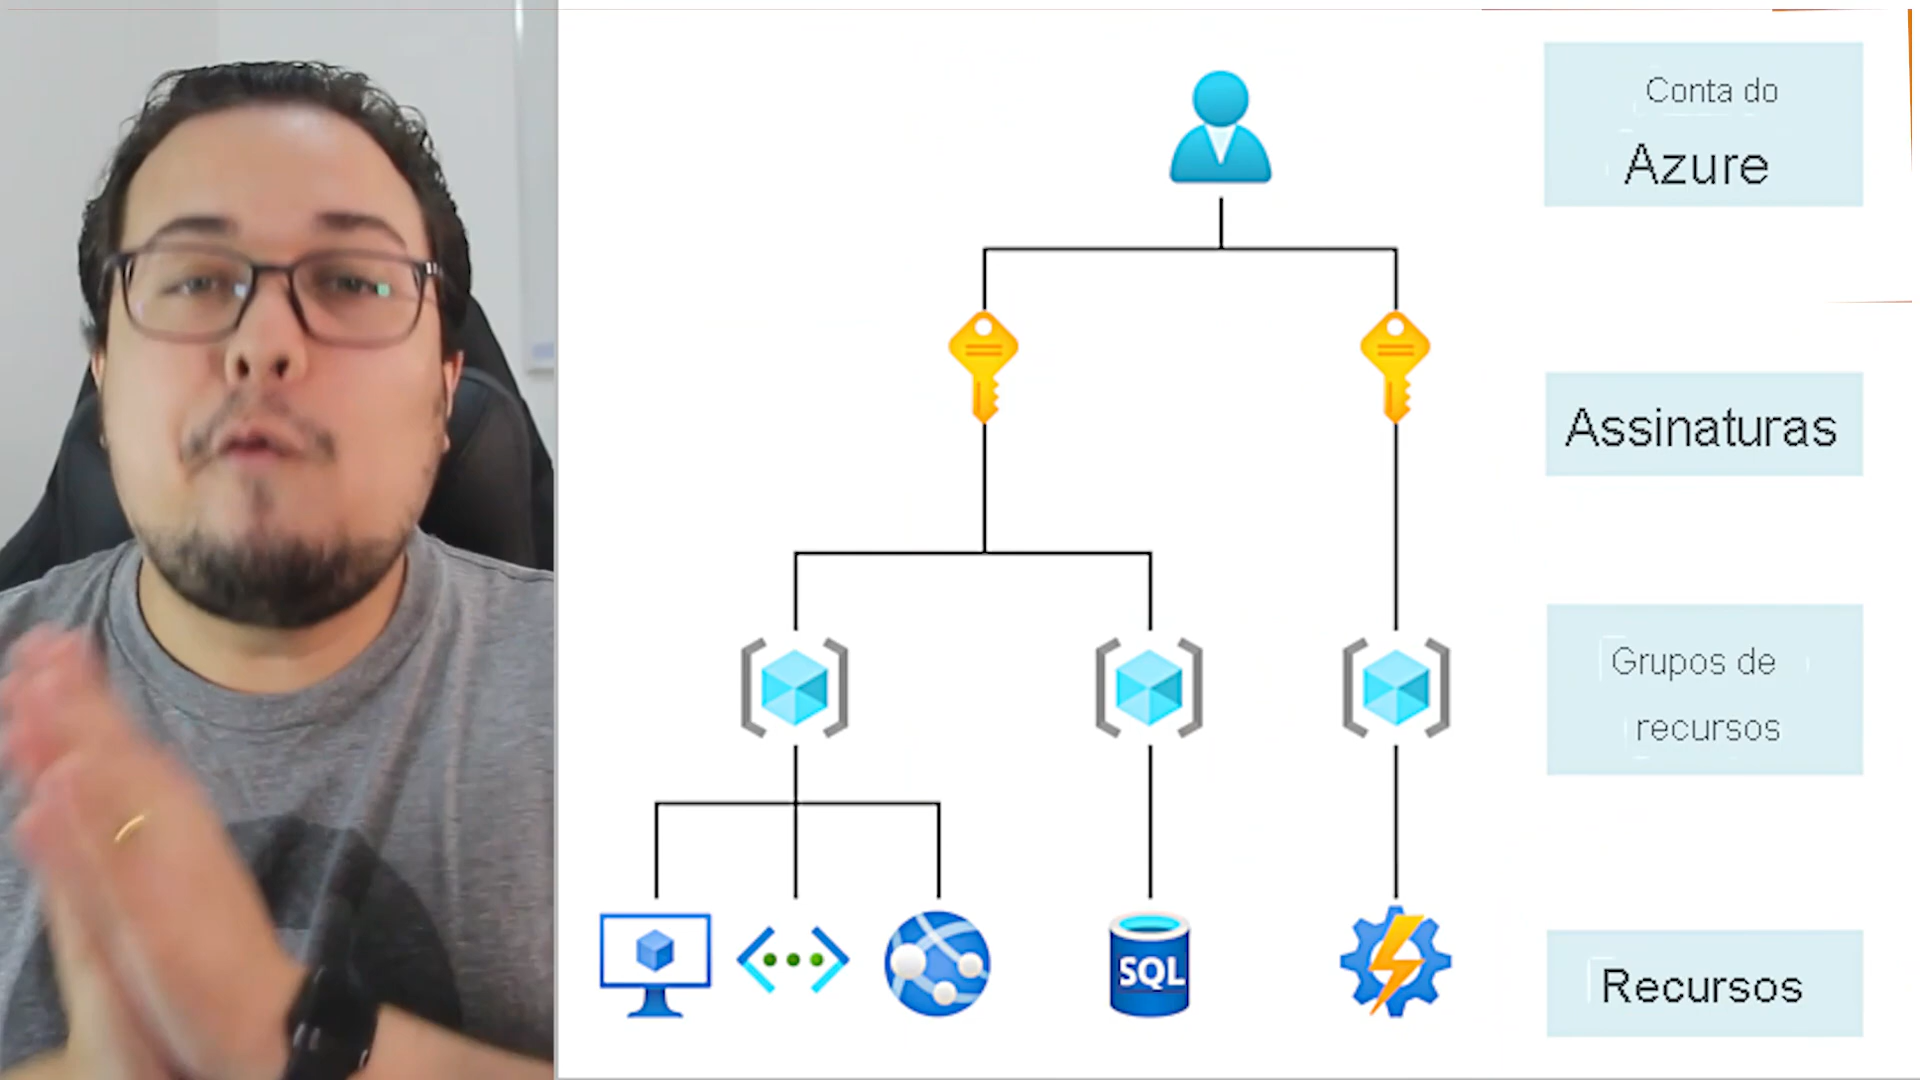 Conta do
Azure
Assinaturas
Grupos de
recursos
SQL
Recursos